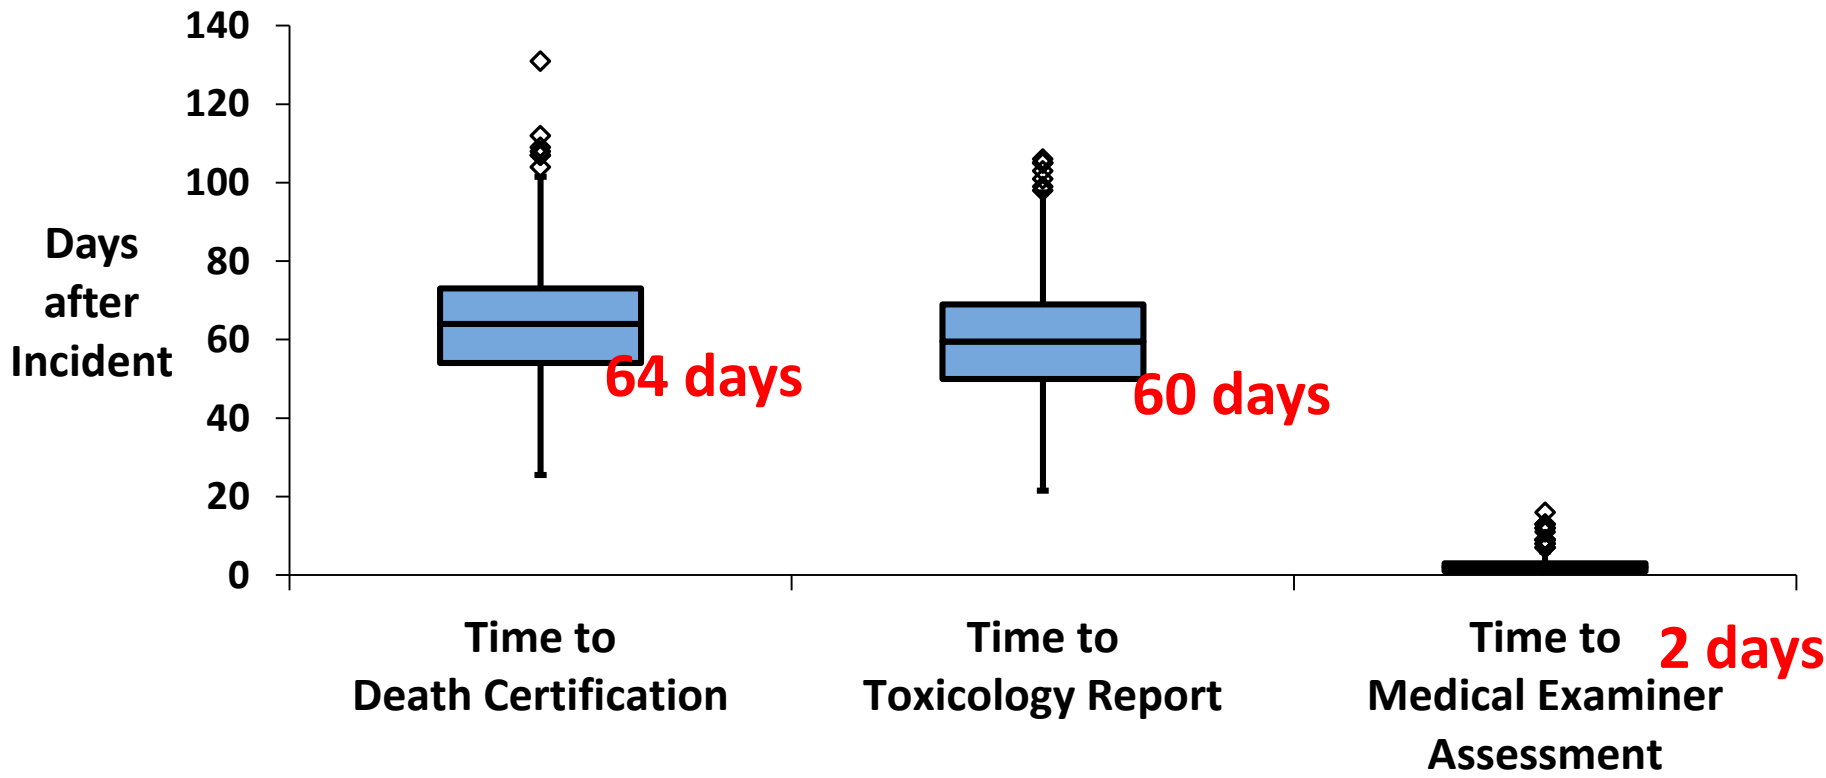 140
120
100
80
60
40
20
0
Days
after
Incident
64 days
60 days
2 days
Time to
Death Certification
Time to
Toxicology Report
Time to
Medical Examiner
Assessment